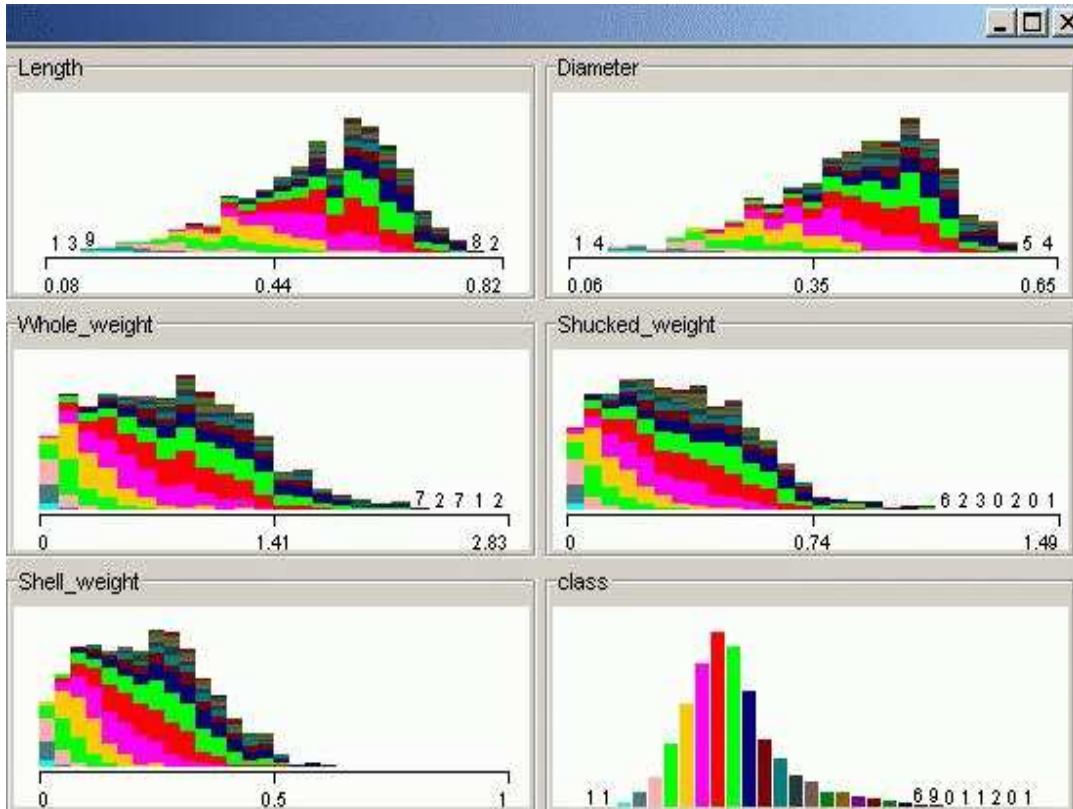 Length
1 3 9
8 2
0.08 0.44 0.82
Diameter
1 4
5 4
0.06 0.35 0.65
Whole_weight
7 2 7 1 2
0 1.41 2.83
Shucked_weight
6 2 3 0 2 0 1
0 0.74 1.49
Shell_weight
0 0.5 1
class
1 1
6 9 0 1 1 2 0 1